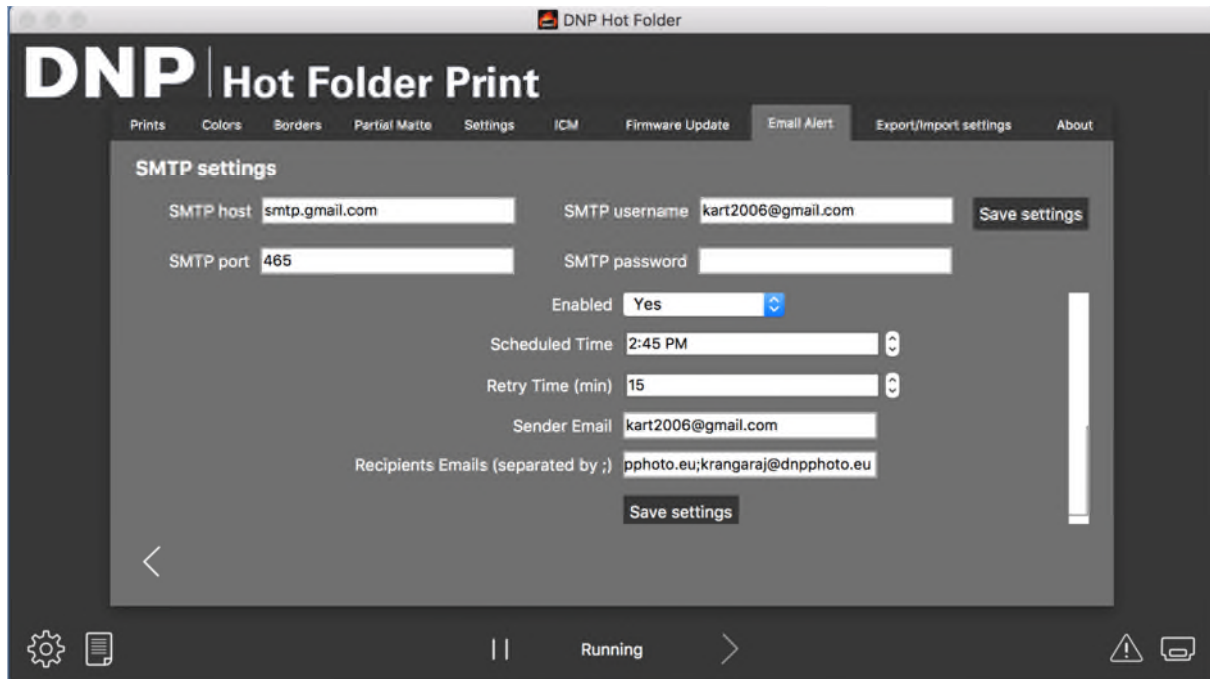 DNP Hot Folder
DNP Hot Folder Print
Prints Colors Borders Partial Matte Settings ICM Firmware Update Email Alert Export/Import settings About
SMTP settings
SMTP host smtp.gmail.com SMTP username kart2006@gmail.com Save settings
SMTP port 465 SMTP password
Enabled Yes
Scheduled Time 2:45 PM
Retry Time (min) 15
Sender Email kart2006@gmail.com
Recipients Emails (separated by ;) pphoto.eu;krangaraj@dnpphoto.eu
Save settings
Running